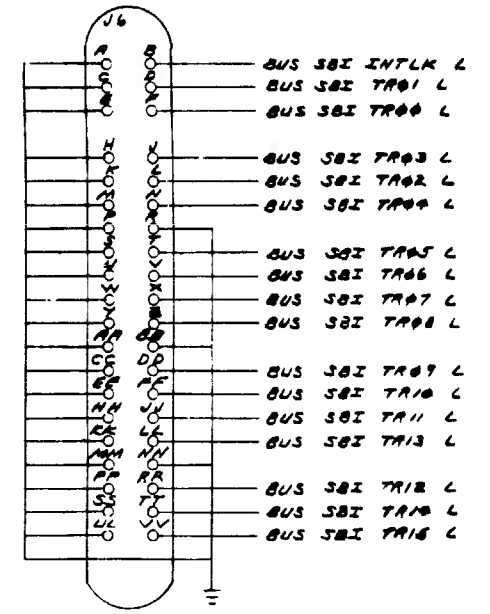 J6
A B BUS SBI INTLK L
C D BUS SBI TR01 L
E F BUS SBI TR00 L
BUS SBI TR03 L
BUS SBI TR02 L
BUS SBI TR04 L
BUS SBI TR05 L
BUS SBI TR06 L
BUS SBI TR07 L
BUS SBI TR08 L
AA BB
CC DD BUS SBI TR09 L
EE FF BUS SBI TR10 L
HH JJ BUS SBI TR11 L
KK LL BUS SBI TR13 L
MM NN
PP RR BUS SBI TR12 L
SS TT BUS SBI TR14 L
UU VV BUS SBI TR15 L